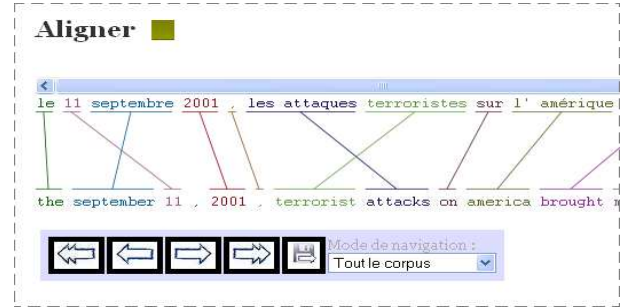 Aligner
le 11 septembre 2001 , les attaques terroristes sur l' amérique
the september 11 , 2001 , terrorist attacks on america brought
Mode de navigation :
Tout le corpus